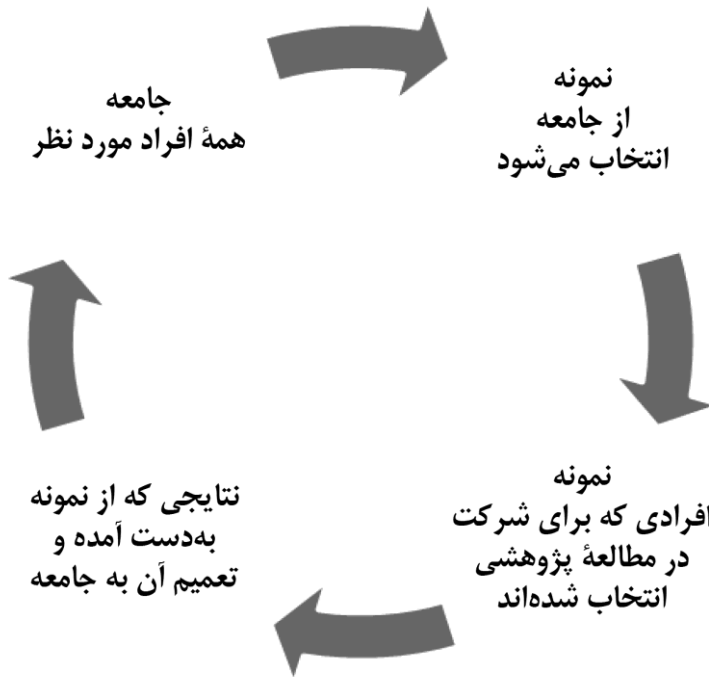 جامعه
همهٔ افراد مورد نظر
نمونه
از جامعه
انتخاب می‌شود
نمونه
افرادی که برای شرکت
در مطالعهٔ پژوهشی
انتخاب شده‌اند
نتایجی که از نمونه
به‌دست آمده و
تعمیم آن به جامعه